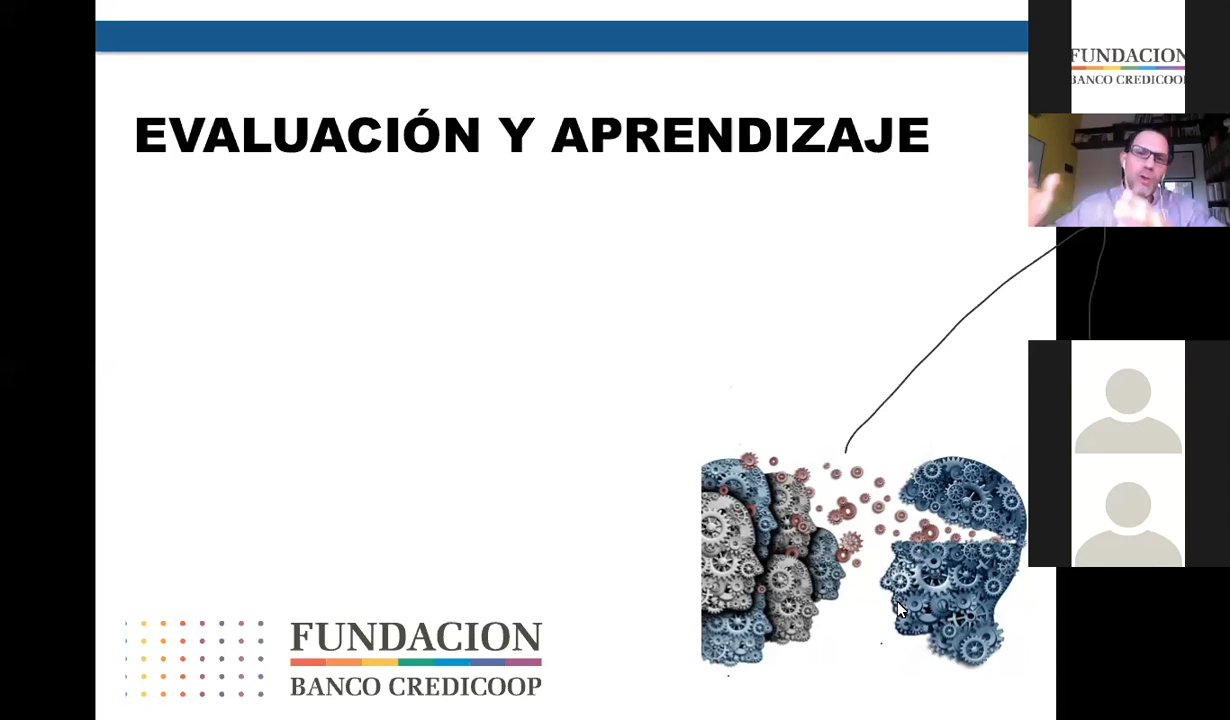 EVALUACIÓN Y APRENDIZAJE
FUNDACION
BANCO CREDICOOP
FUNDACION
BANCO CREDICOOP